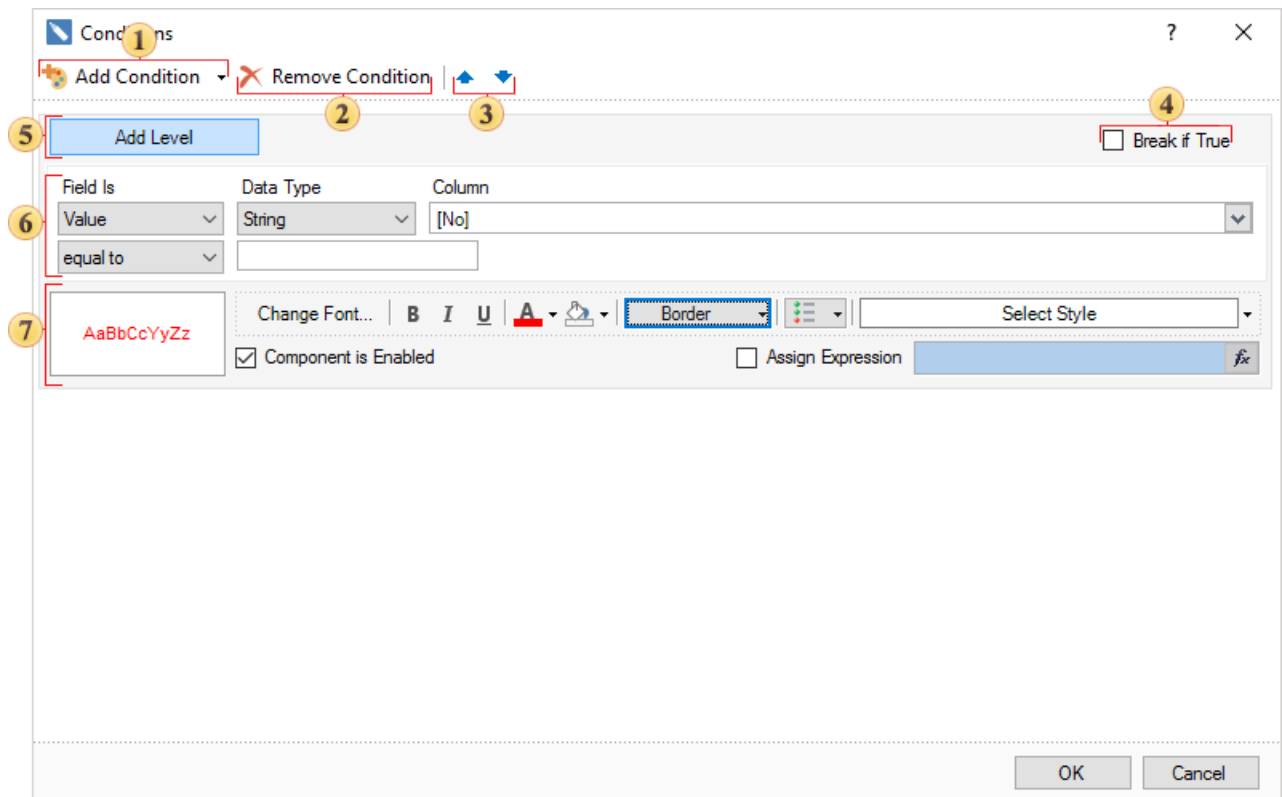 Conditions ? ×
1
Add Condition Remove Condition
2 3 4
5 Add Level Break if True
Field Is Data Type Column
6 Value String [No]
equal to
7 AaBbCcYyZz Change Font... B I U A Border Select Style
Component is Enabled Assign Expression fx
OK Cancel